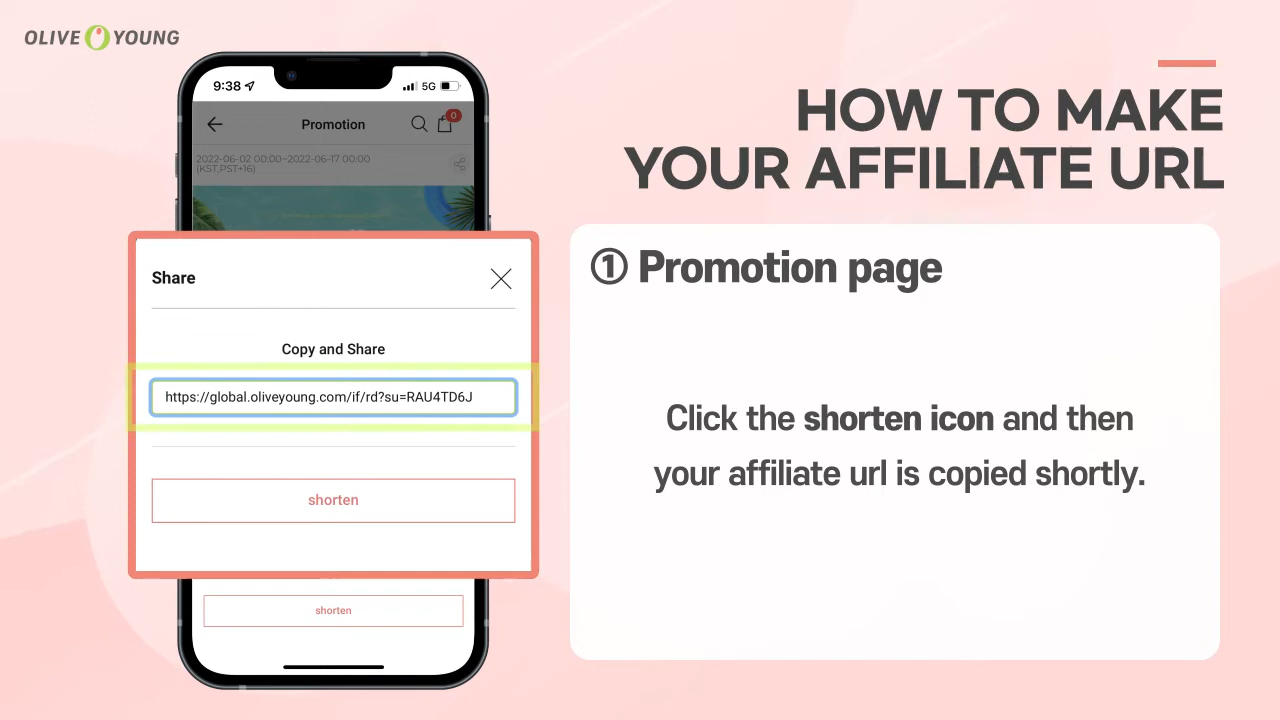 OLIVE YOUNG
HOW TO MAKE
YOUR AFFILIATE URL
9:38
5G
Promotion
0
2022-06-02 00:00~2022-06-17 00:00
(KST,PST+16)
Share
Copy and Share
https://global.oliveyoung.com/if/rd?su=RAU4TD6J
shorten
shorten
① Promotion page
Click the shorten icon and then
your affiliate url is copied shortly.